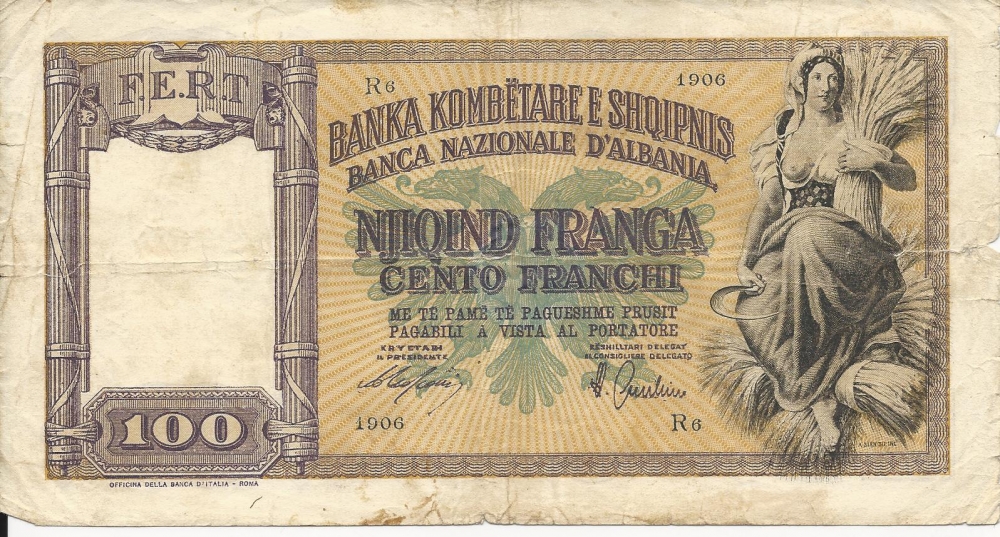 F.E.R.T
R6 1906
BANKA KOMBËTARE E SHQIPNIS
BANCA NAZIONALE D'ALBANIA
NJIQIND FRANGA
CENTO FRANCHI
ME TË PAMË TË PAGUESHME PRUSIT
PAGABILI À VISTA AL PORTATORE
KRYETARI KËSHILLTARI DELEGAT
IL PRESIDENTE IL CONSIGLIERE DELEGATO
1906 R6
100
OFFICINA DELLA BANCA D'ITALIA - ROMA